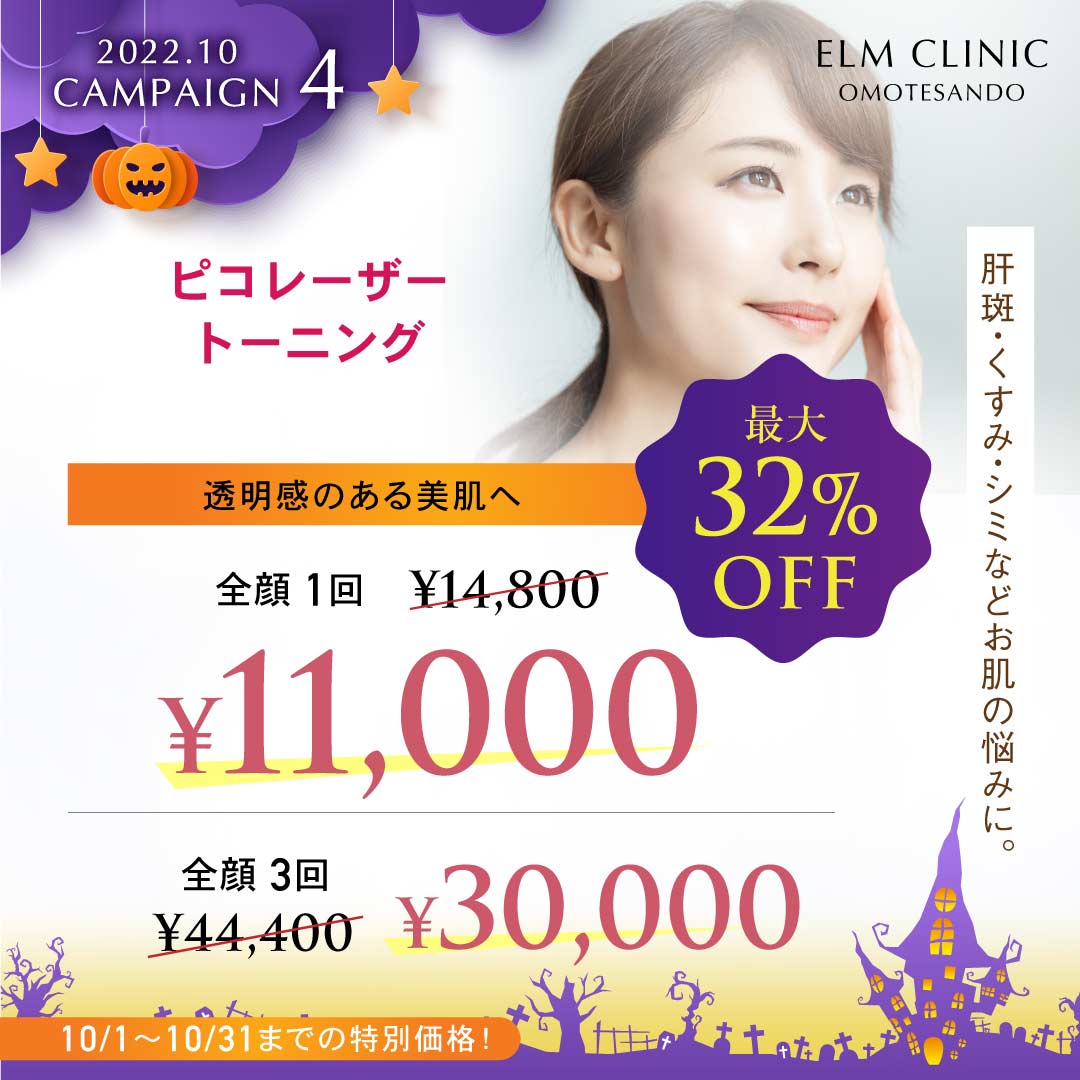 2022.10
CAMPAIGN 4
ELM CLINIC
OMOTESANDO
ピコレーザー
トーニング
肝斑・くすみ・シミなどお肌の悩みに。
最大
32%
OFF
透明感のある美肌へ
全顔 1回 ¥14,800
¥11,000
全顔 3回
¥44,400
¥30,000
10/1〜10/31までの特別価格!